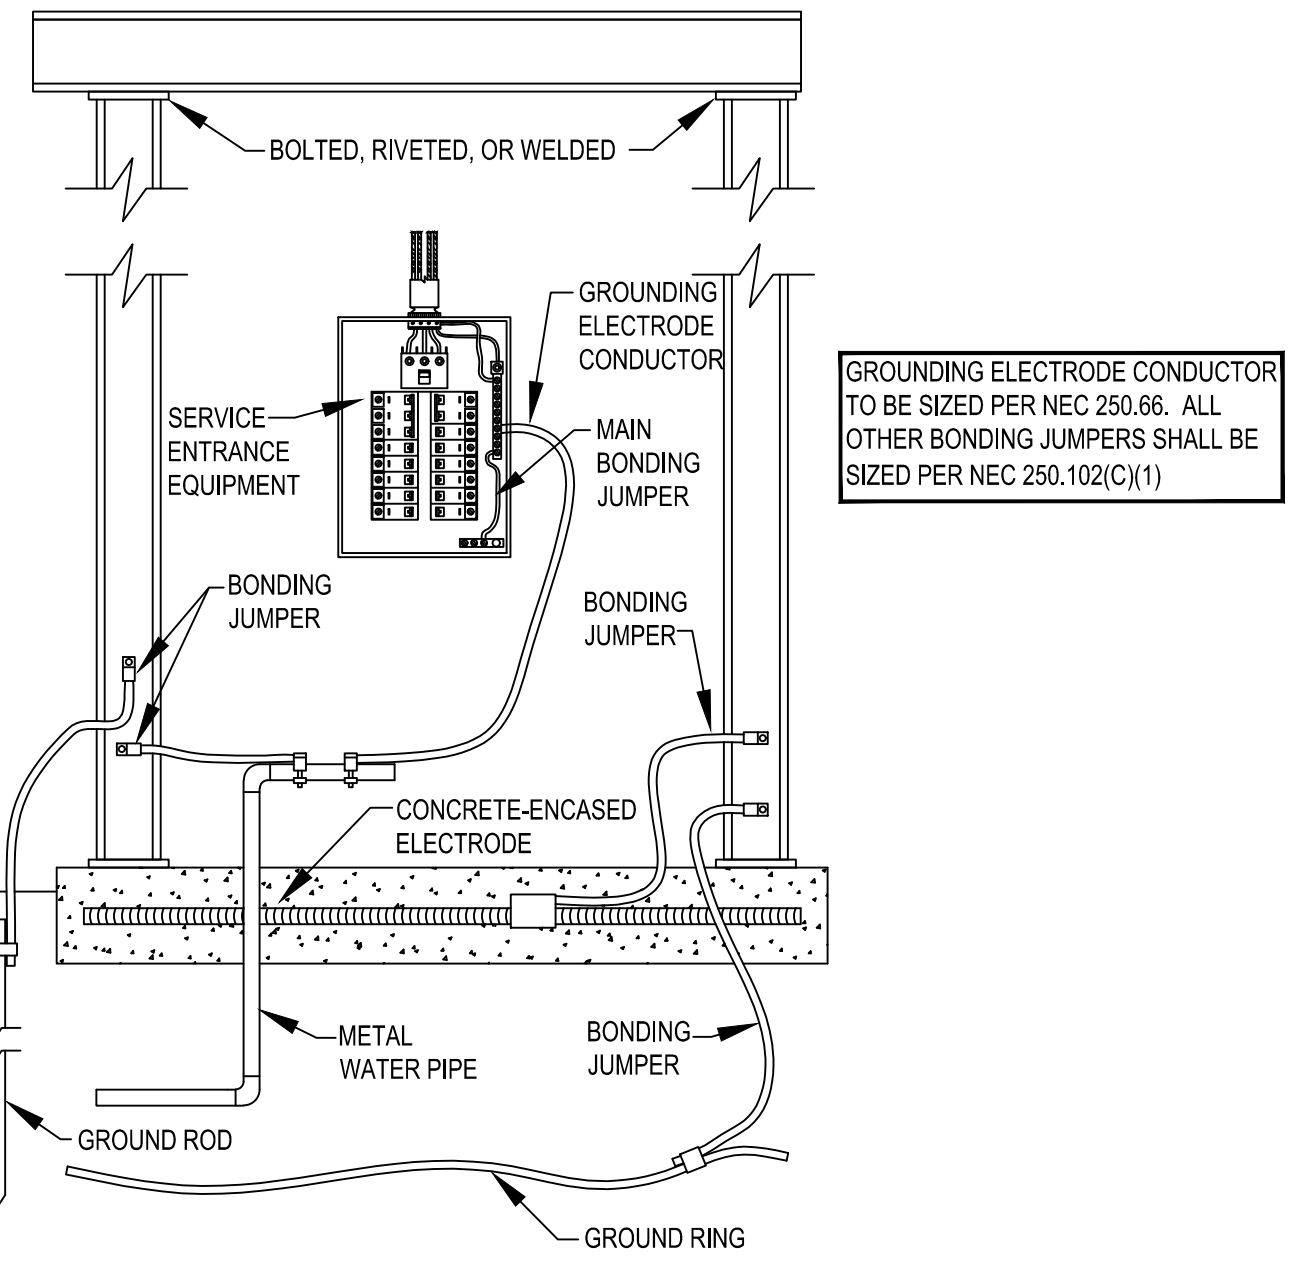 BOLTED, RIVETED, OR WELDED
GROUNDING
ELECTRODE
CONDUCTOR
GROUNDING ELECTRODE CONDUCTOR
TO BE SIZED PER NEC 250.66. ALL
OTHER BONDING JUMPERS SHALL BE
SIZED PER NEC 250.102(C)(1)
SERVICE
ENTRANCE
EQUIPMENT
MAIN
BONDING
JUMPER
BONDING
JUMPER
BONDING
JUMPER
CONCRETE-ENCASED
ELECTRODE
METAL
WATER PIPE
BONDING
JUMPER
GROUND ROD
GROUND RING